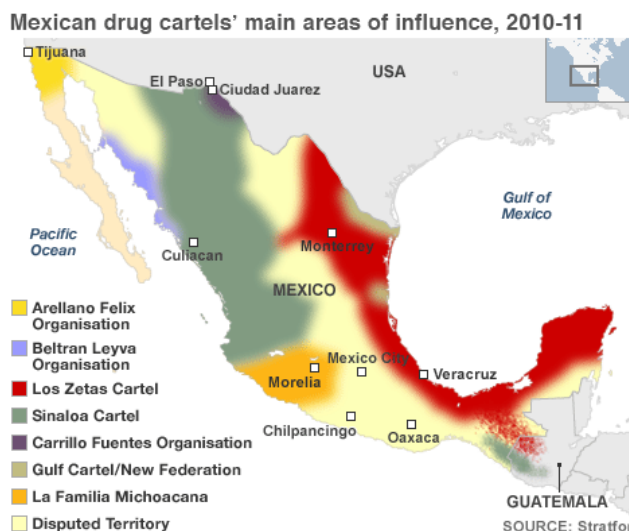 Mexican drug cartels' main areas of influence, 2010-11
Tijuana
El Paso
Ciudad Juarez
USA
Gulf of
Mexico
Pacific
Ocean
Culiacan
Monterrey
MEXICO
Arellano Felix
Organisation
Beltran Leyva
Organisation
Los Zetas Cartel
Sinaloa Cartel
Carrillo Fuentes Organisation
Gulf Cartel/New Federation
La Familia Michoacana
Disputed Territory
Mexico City
Morelia
Veracruz
Chilpancingo
Oaxaca
GUATEMALA
SOURCE: Stratfor